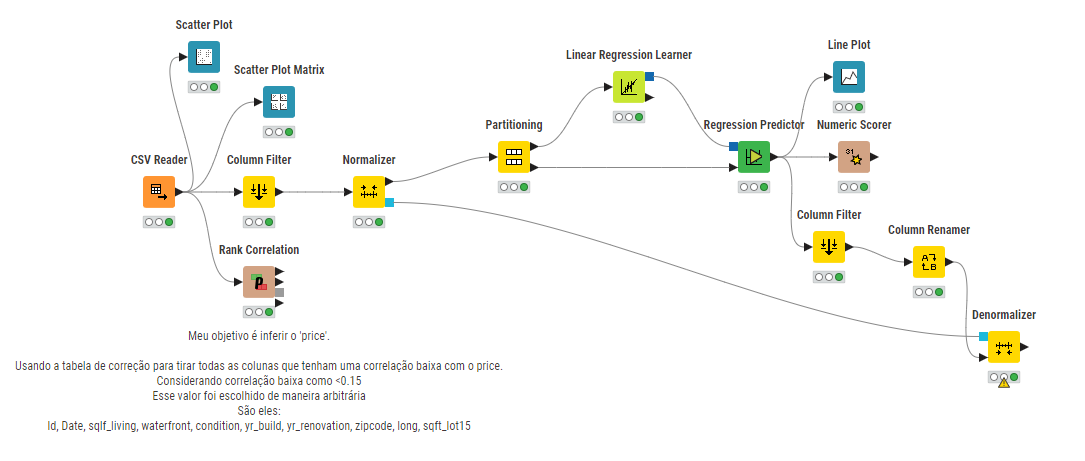 Scatter Plot
Line Plot
Linear Regression Learner
Scatter Plot Matrix
Partitioning
Regression Predictor
Numeric Scorer
CSV Reader
Column Filter
Normalizer
31
Column Filter
Column Renamer
Rank Correlation
A
B
P
Denormalizer
Meu objetivo é inferir o 'price'.
Usando a tabela de correção para tirar todas as colunas que tenham uma correlação baixa com o price.
Considerando correlação baixa como <0.15
Esse valor foi escolhido de maneira arbitrária
São eles:
Id, Date, sqlf_living, waterfront, condition, yr_build, yr_renovation, zipcode, long, sqft_lot15